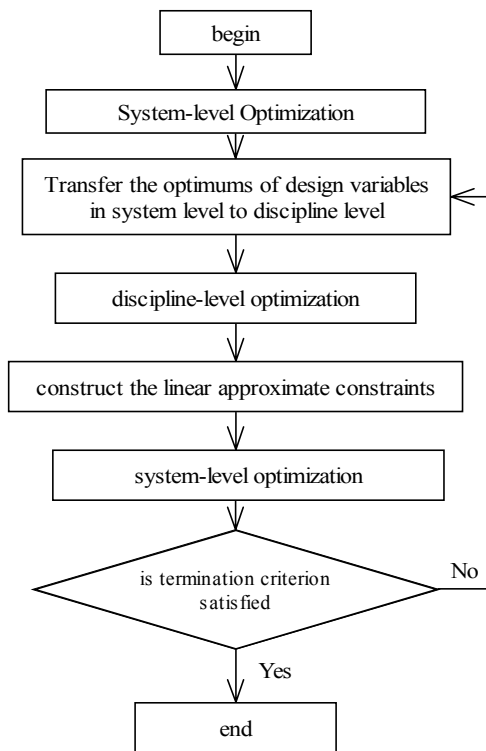 begin
System-level Optimization
Transfer the optimums of design variables
in system level to discipline level
discipline-level optimization
construct the linear approximate constraints
system-level optimization
is termination criterion
satisfied
No
Yes
end